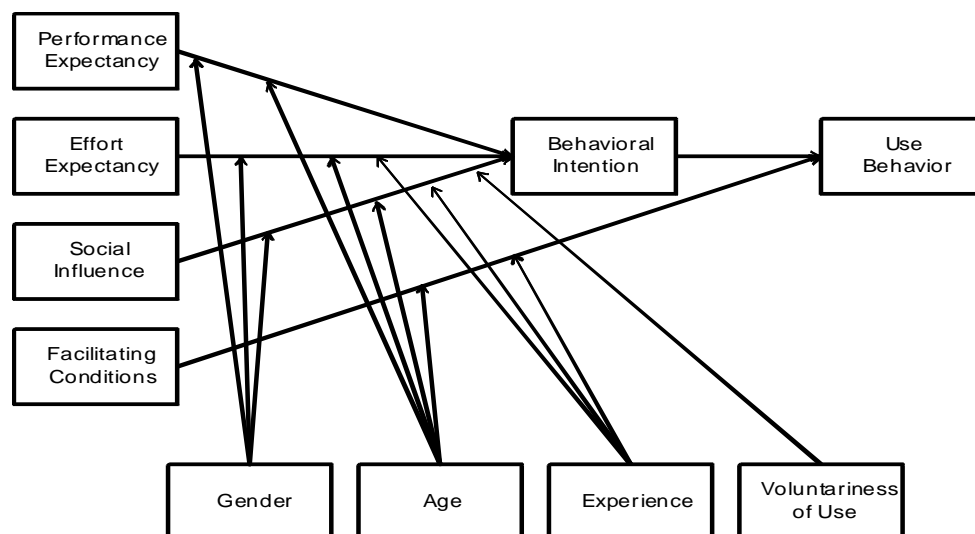 Performance
Expectancy
Effort
Expectancy
Behavioral
Intention
Use
Behavior
Social
Influence
Facilitating
Conditions
Gender
Age
Experience
Voluntariness
of Use